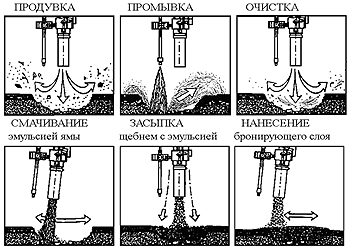 ПРОДУВКА
ПРОМЫВКА
ОЧИСТКА
СМАЧИВАНИЕ
эмульсией ямы
ЗАСЫПКА
щебнем с эмульсией
НАНЕСЕНИЕ
бронирующего слоя